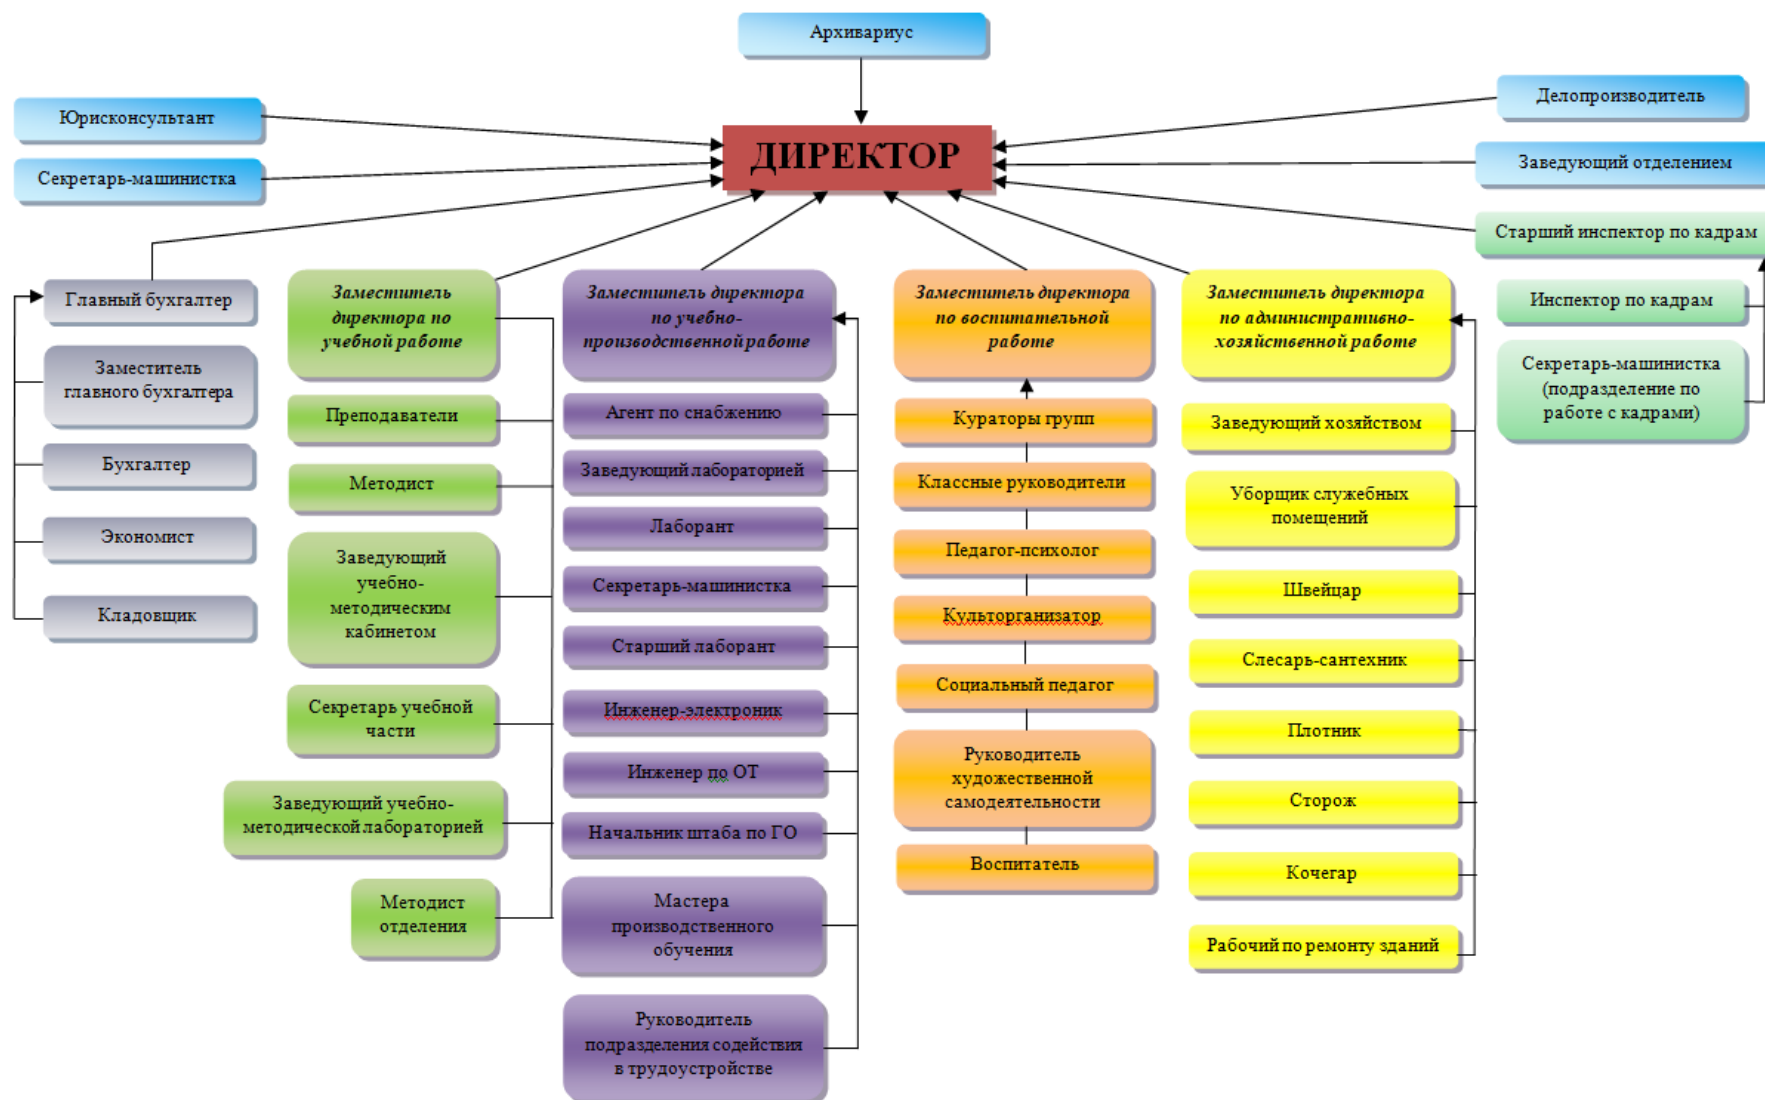 Архивариус
Юрисконсультант
Секретарь-машинистка
ДИРЕКТОР
Делопроизводитель
Заведующий отделением
Главный бухгалтер
Заместитель
главного бухгалтера
Бухгалтер
Экономист
Кладовщик
Заместитель
директора по
учебной работе
Преподаватели
Методист
Заведующий
учебно-
методическим
кабинетом
Секретарь учебной
части
Заведующий учебно-
методической лабораторией
Методист
отделения
Заместитель директора
по учебно-
производственной работе
Агент по снабжению
Заведующий лабораторией
Лаборант
Секретарь-машинистка
Старший лаборант
Инженер-электроник
Инженер по ОТ
Начальник штаба по ГО
Мастера
производственного
обучения
Руководитель
подразделения содействия
в трудоустройстве
Заместитель директора
по воспитательной
работе
Кураторы групп
Классные руководители
Педагог-психолог
Культорганизатор
Социальный педагог
Руководитель
художественной
самодеятельности
Воспитатель
Заместитель директора
по административно-
хозяйственной работе
Заведующий хозяйством
Уборщик служебных
помещений
Швейцар
Слесарь-сантехник
Плотник
Сторож
Кочегар
Рабочий по ремонту зданий
Старший инспектор по кадрам
Инспектор по кадрам
Секретарь-машинистка
(подразделение по
работе с кадрами)